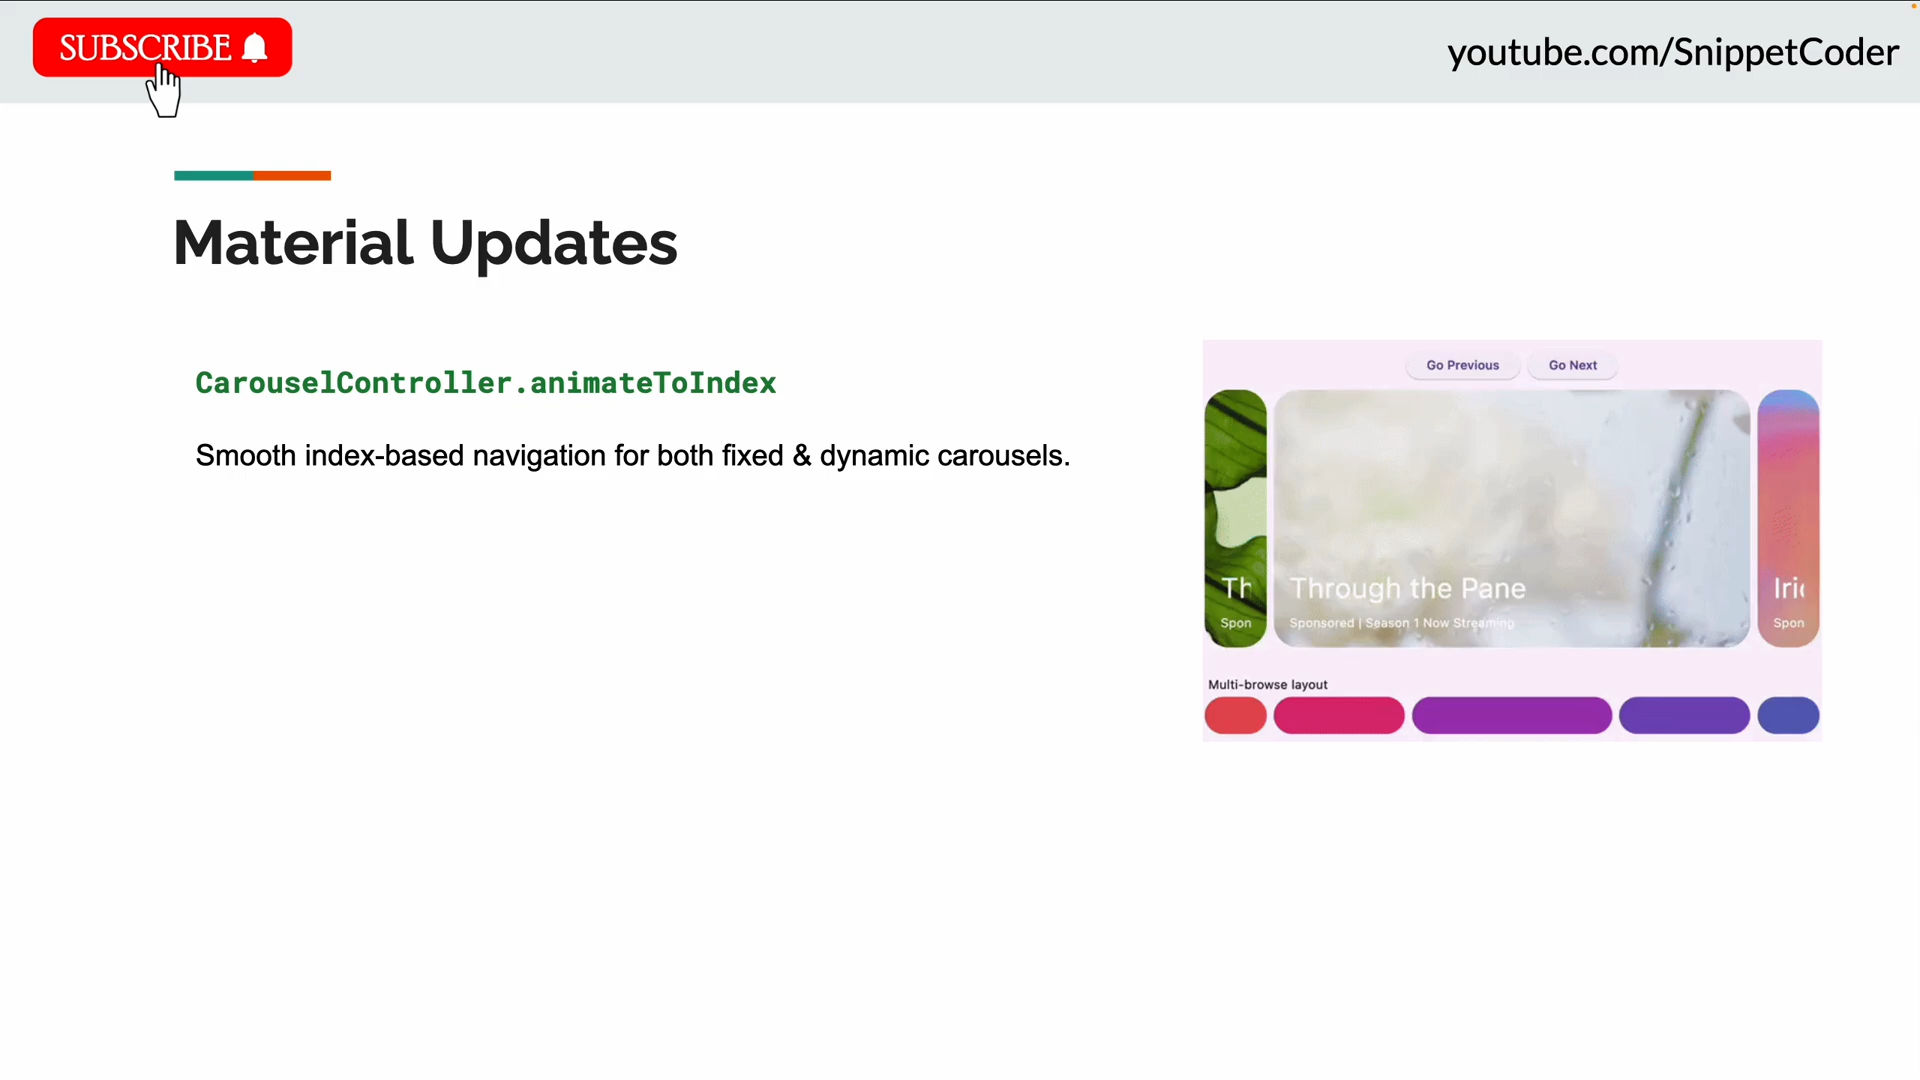 SUBSCRIBE
youtube.com/SnippetCoder
Material Updates
CarouselController.animateToIndex
Smooth index-based navigation for both fixed & dynamic carousels.
Go Previous
Go Next
Th
Through the Pane
Iric
Spon
Sponsored | Season 1 Now Streaming
Spon
Multi-browse layout